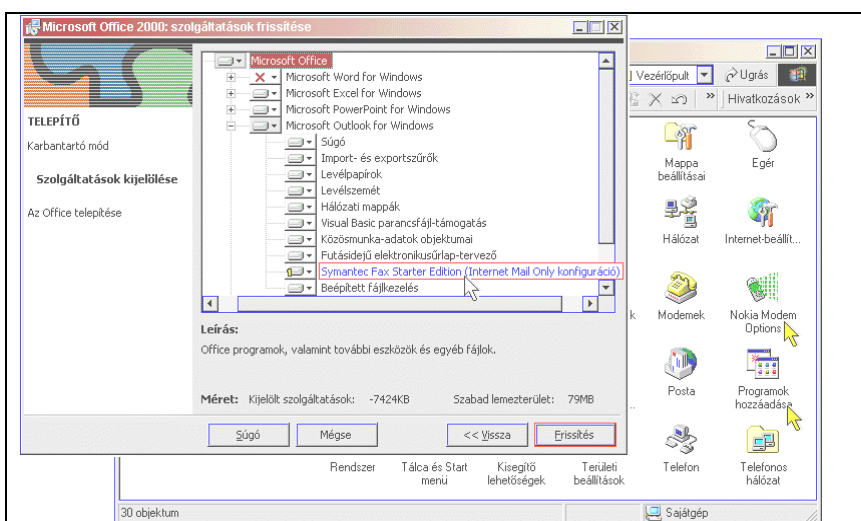 Microsoft Office 2000: szolgáltatások frissítése
TELEPÍTŐ
Karbantartó mód
Szolgáltatások kijelölése
Az Office telepítése
Microsoft Office
Microsoft Word for Windows
Microsoft Excel for Windows
Microsoft PowerPoint for Windows
Microsoft Outlook for Windows
Súgó
Import- és exportszűrők
Levélpapírok
Levélszemét
Hálózati mappák
Visual Basic parancsfájl-támogatás
Közösmunka-adatok objektumai
Futásidejű elektronikusűrlap-tervező
Symantec Fax Starter Edition (Internet Mail Only konfiguráció)
Beépített fájlkezelés
Leírás:
Office programok, valamint további eszközök és egyéb fájlok.
Méret: Kijelölt szolgáltatások: -7424KB Szabad lemezterület: 79MB
Súgó Mégse << Vissza Frissítés
Vezérlőpult Ugrás
Hivatkozások »
Mappa beállításai
Egér
Hálózat
Internet-beállít...
k
Modemek
Nokia Modem Options
...
Posta
Programok hozzáadása
Rendszer
Tálca és Start menü
Kisegítő lehetőségek
Területi beállítások
Telefon
Telefonos hálózat
30 objektum
Sajátgép